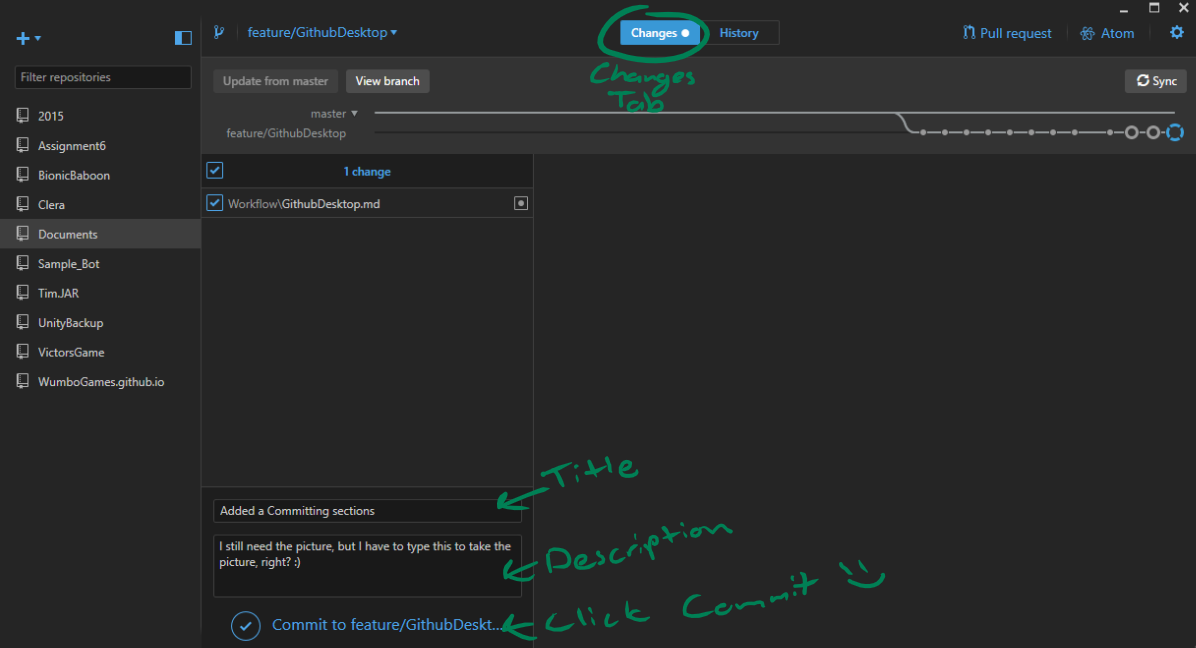 feature/GithubDesktop
Changes
History
Pull request
Atom
Filter repositories
Update from master
View branch
Changes
Tab
Sync
master
feature/GithubDesktop
2015
Assignment6
BionicBaboon
Clera
Documents
Sample_Bot
Tim.JAR
UnityBackup
VictorsGame
WumboGames.github.io
1 change
Workflow\GithubDesktop.md
Title
Added a Committing sections
Description
I still need the picture, but I have to type this to take the
picture, right? :)
Click Commit
Commit to feature/GithubDeskt...